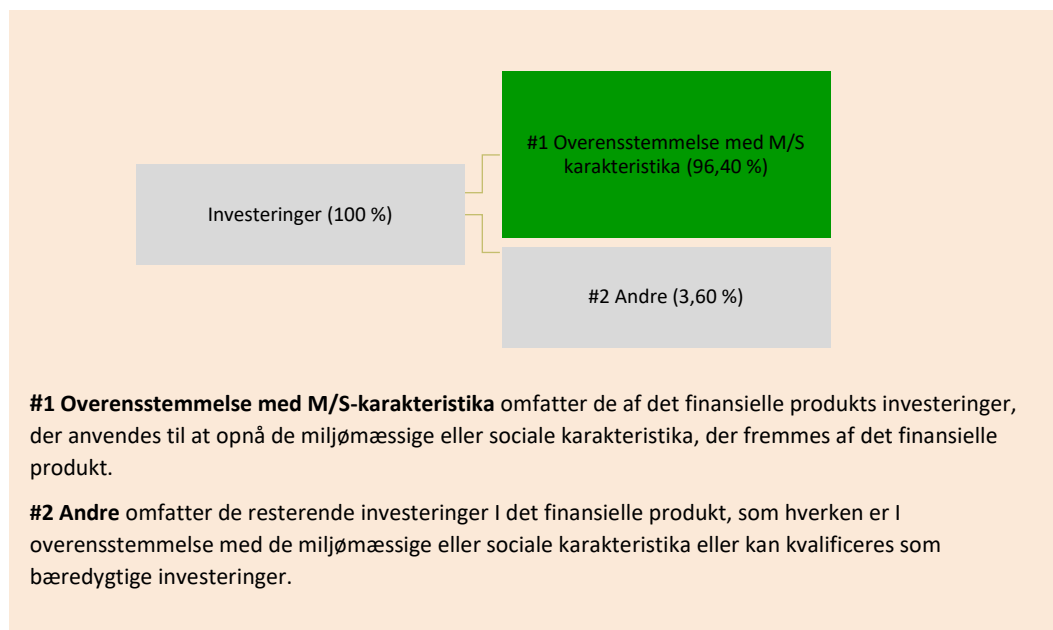 #1 Overensstemmelse med M/S
karakteristika (96,40 %)
Investeringer (100 %)
#2 Andre (3,60 %)
#1 Overensstemmelse med M/S-karakteristika omfatter de af det finansielle produkts investeringer,
der anvendes til at opnå de miljømæssige eller sociale karakteristika, der fremmes af det finansielle
produkt.
#2 Andre omfatter de resterende investeringer I det finansielle produkt, som hverken er I
overensstemmelse med de miljømæssige eller sociale karakteristika eller kan kvalificeres som
bæredygtige investeringer.